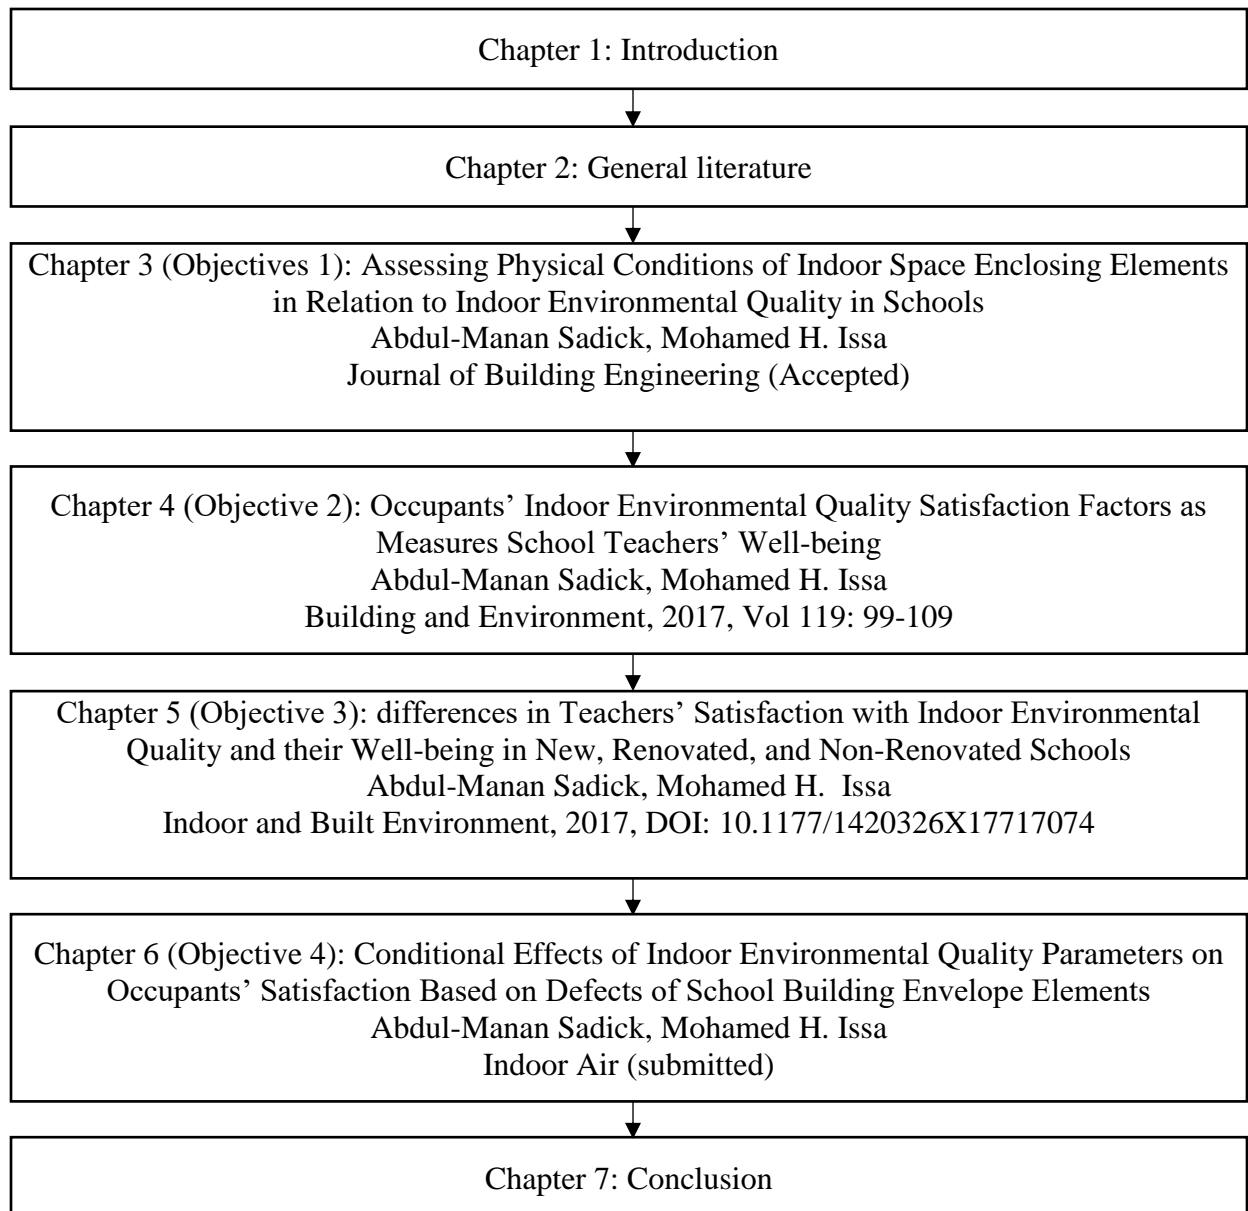 Chapter 1: Introduction
Chapter 2: General literature
Chapter 3 (Objectives 1): Assessing Physical Conditions of Indoor Space Enclosing Elements
in Relation to Indoor Environmental Quality in Schools
Abdul-Manan Sadick, Mohamed H. Issa
Journal of Building Engineering (Accepted)
Chapter 4 (Objective 2): Occupants’ Indoor Environmental Quality Satisfaction Factors as
Measures School Teachers’ Well-being
Abdul-Manan Sadick, Mohamed H. Issa
Building and Environment, 2017, Vol 119: 99-109
Chapter 5 (Objective 3): differences in Teachers’ Satisfaction with Indoor Environmental
Quality and their Well-being in New, Renovated, and Non-Renovated Schools
Abdul-Manan Sadick, Mohamed H. Issa
Indoor and Built Environment, 2017, DOI: 10.1177/1420326X17717074
Chapter 6 (Objective 4): Conditional Effects of Indoor Environmental Quality Parameters on
Occupants’ Satisfaction Based on Defects of School Building Envelope Elements
Abdul-Manan Sadick, Mohamed H. Issa
Indoor Air (submitted)
Chapter 7: Conclusion